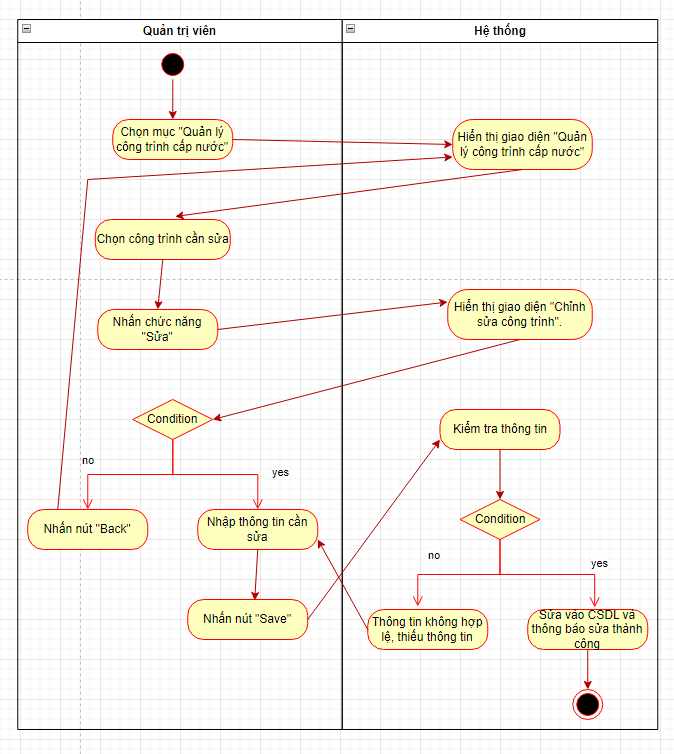 Quản trị viên
Hệ thống
Chọn mục "Quản lý
công trình cấp nước"
Hiển thị giao diện "Quản
lý công trình cấp nước"
Chọn công trình cần sửa
Nhấn chức năng
"Sửa"
Hiển thị giao diện "Chỉnh
sửa công trình".
Condition
Kiểm tra thông tin
no
yes
Nhấn nút "Back"
Nhập thông tin cần
sửa
Condition
no
yes
Nhấn nút "Save"
Thông tin không hợp
lệ, thiếu thông tin
Sửa vào CSDL và
thông báo sửa thành
công